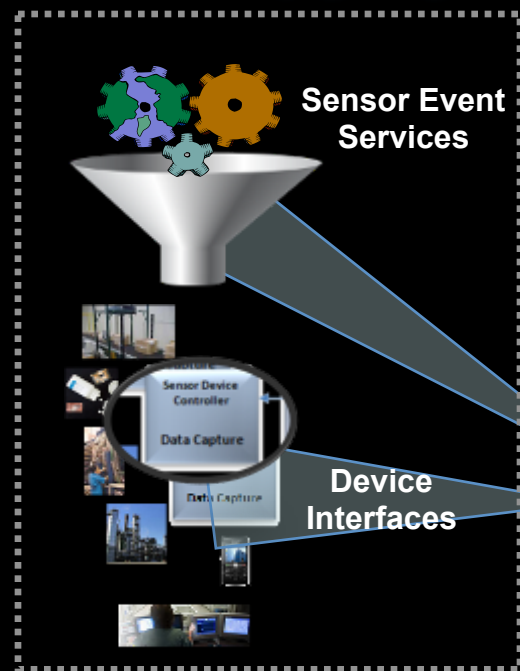 Sensor Event
Services
Sensor Device
Controller
Data Capture
Data Capture
Device
Interfaces